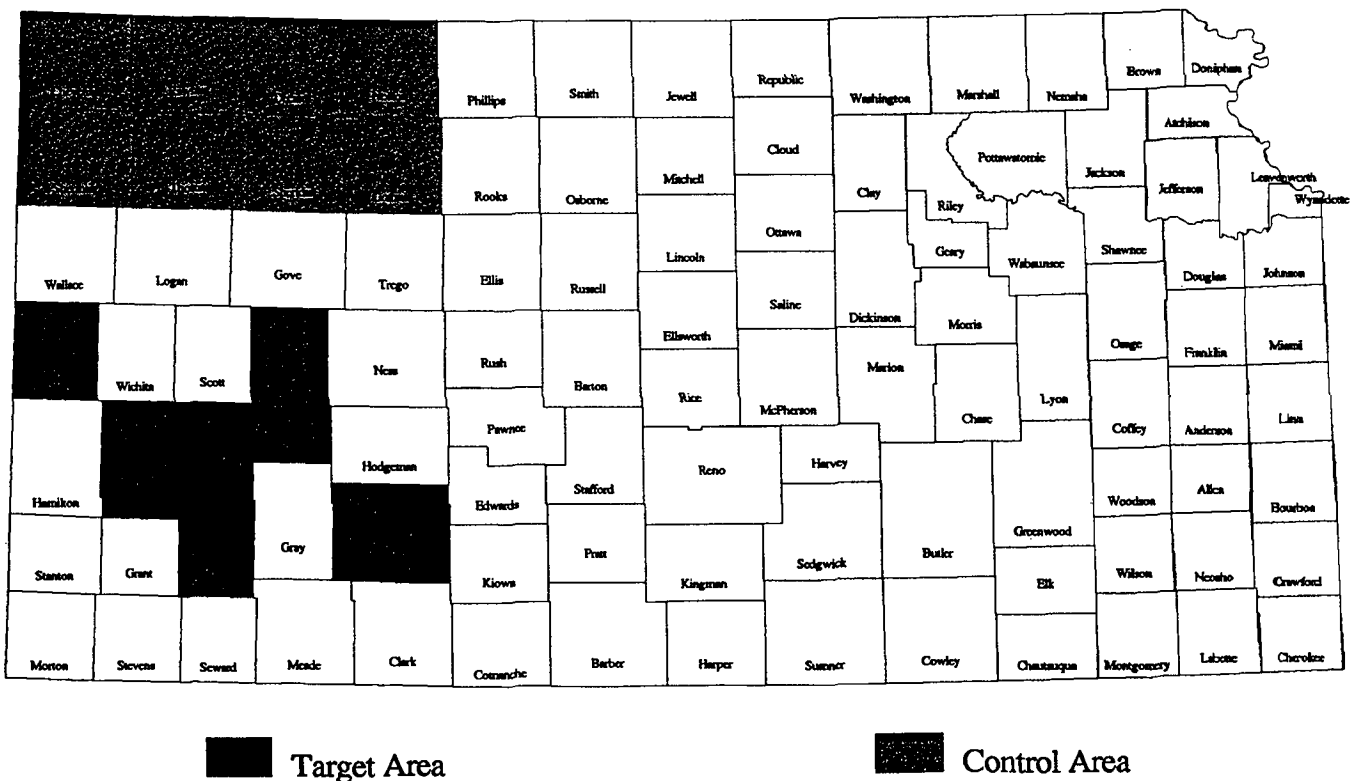 Phillips
Smith
Jewell
Republic
Washington
Marshall
Nemaha
Brown
Doniphan
Rooks
Osborne
Mitchell
Cloud
Clay
Riley
Pottawatomie
Jackson
Atchison
Jefferson
Leavenworth
Wyandotte
Wallace
Logan
Gove
Trego
Ellis
Russell
Lincoln
Ottawa
Saline
Dickinson
Geary
Wabaunsee
Shawnee
Douglas
Johnson
Wichita
Scott
Ness
Rush
Barton
Ellsworth
Rice
McPherson
Marion
Morris
Chase
Lyon
Osage
Franklin
Miami
Coffey
Anderson
Linn
Hamilton
Hodgeman
Pawnee
Edwards
Stafford
Reno
Harvey
Sedgwick
Butler
Greenwood
Woodson
Allen
Bourbon
Stanton
Grant
Gray
Kiowa
Pratt
Kingman
Elk
Wilson
Neosho
Crawford
Morton
Stevens
Seward
Meade
Clark
Comanche
Barber
Harper
Sumner
Cowley
Chautauqua
Montgomery
Labette
Cherokee
Target Area
Control Area